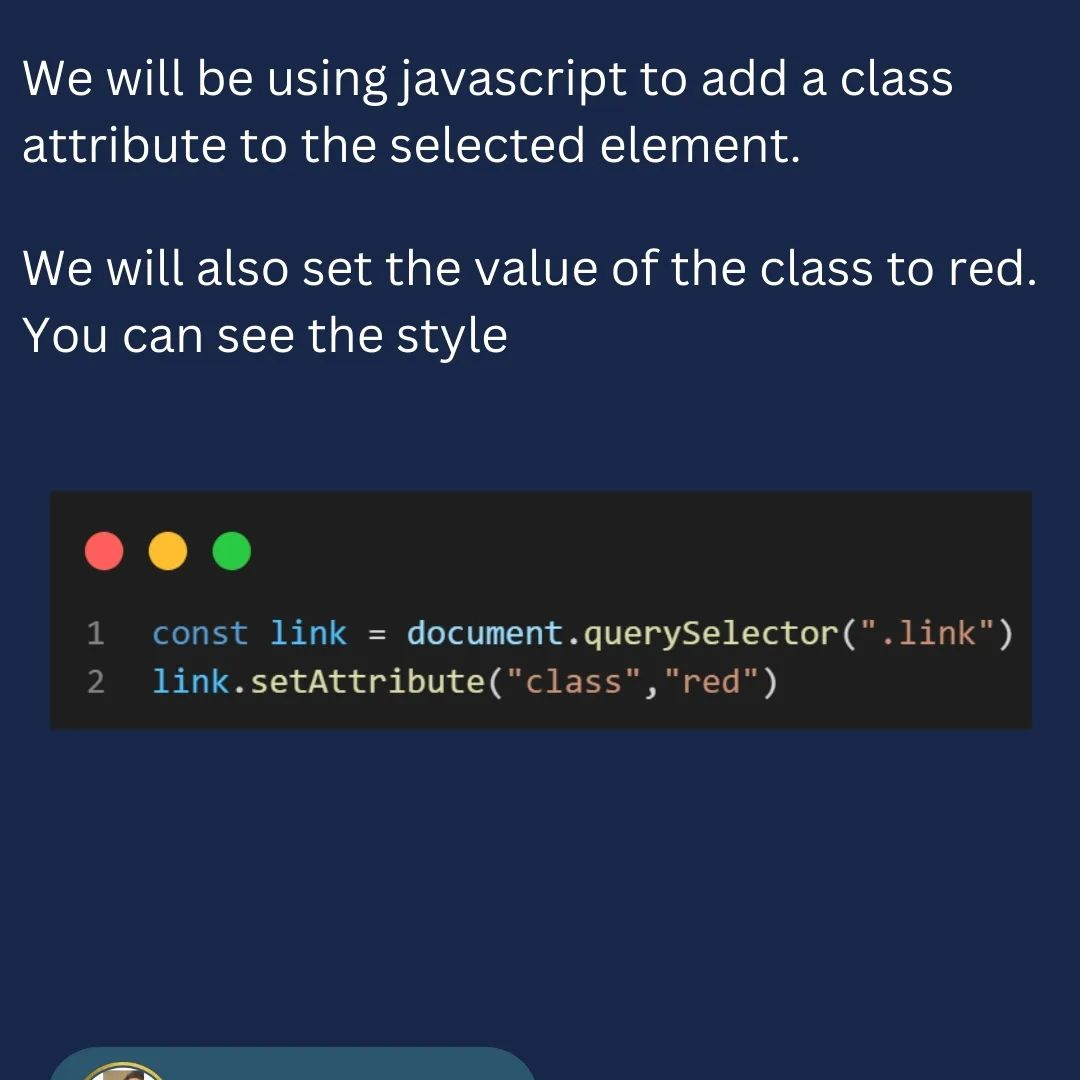 We will be using javascript to add a class
attribute to the selected element.
We will also set the value of the class to red.
You can see the style
1 const link = document.querySelector(".link")
2 link.setAttribute("class","red")